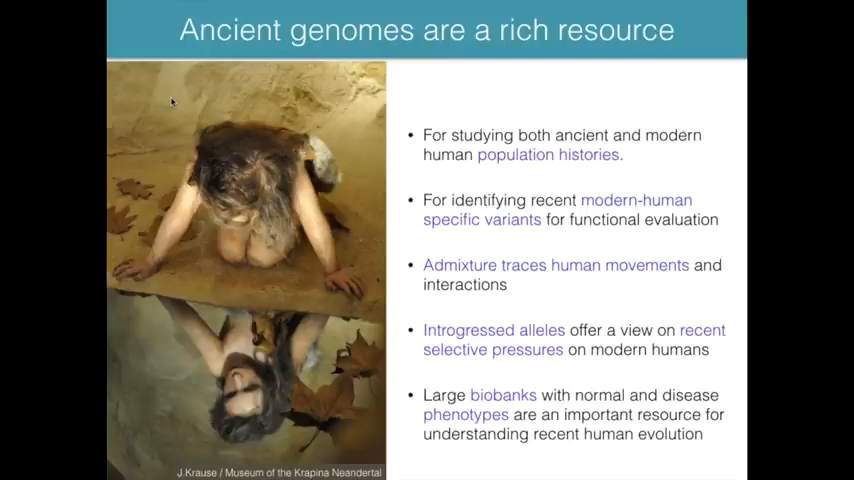 Ancient genomes are a rich resource
• For studying both ancient and modern
human population histories.
• For identifying recent modern-human
specific variants for functional evaluation
• Admixture traces human movements and
interactions
• Introgressed alleles offer a view on recent
selective pressures on modern humans
• Large biobanks with normal and disease
phenotypes are an important resource for
understanding recent human evolution
J.Krause / Museum of the Krapina Neandertal